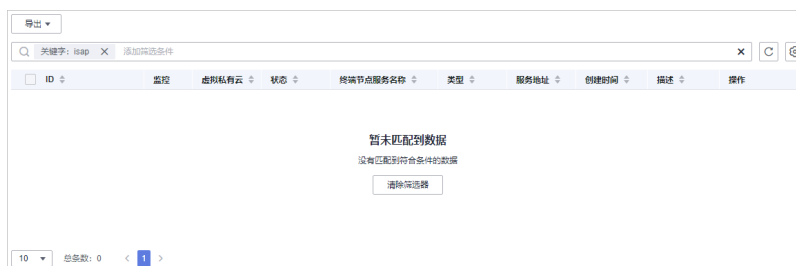 导出
关键字: isap X 添加筛选条件
ID 监控 虚拟私有云 状态 终端节点服务名称 类型 服务地址 创建时间 描述 操作
暂未匹配到数据
没有匹配到符合条件的数据
清除筛选器
10 总条数: 0 < 1 >